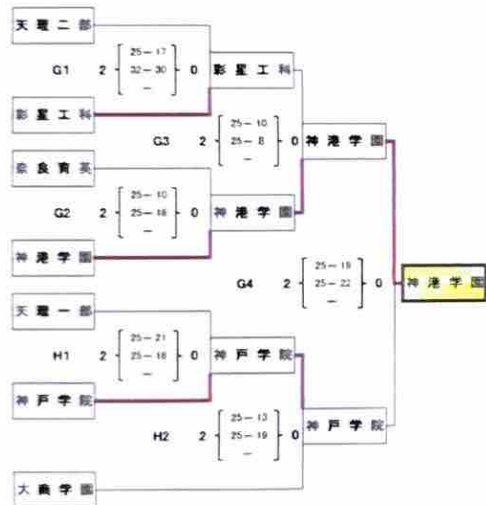 天理二部
G1 2 25-17 0
32-30
-
彰星工科
彰星工科
G3 2 25-10 0
25-8
-
神港学園
奈良育英
G2 2 25-10 0
25-16
-
神港学園
神港学園
G4 2 25-19 0
25-22
-
神港学園
天理一部
H1 2 25-21 0
25-16
-
神戸学院
神戸学院
H2 2 25-13 0
25-19
-
神戸学院
大商学園